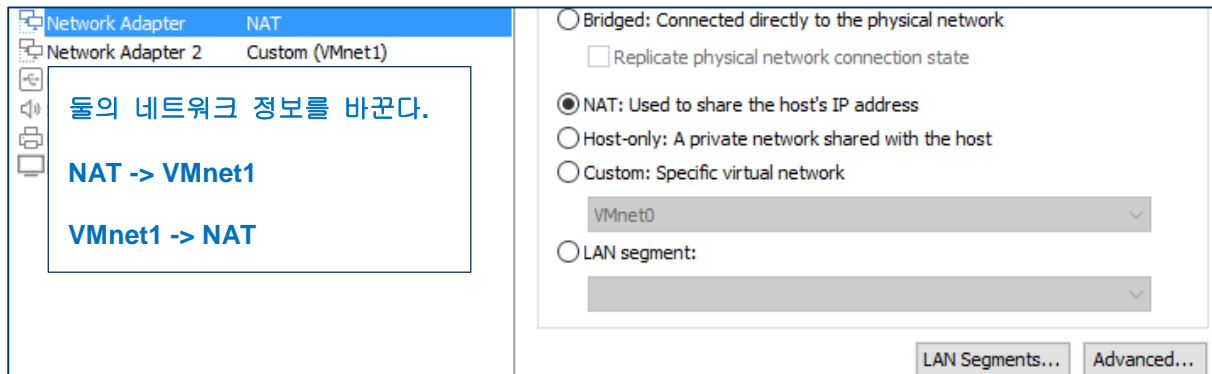 Network Adapter NAT
Network Adapter 2 Custom (VMnet1)
둘의 네트워크 정보를 바꾼다.
NAT -> VMnet1
VMnet1 -> NAT
Bridged: Connected directly to the physical network
Replicate physical network connection state
NAT: Used to share the host's IP address
Host-only: A private network shared with the host
Custom: Specific virtual network
VMnet0
LAN segment:
LAN Segments... Advanced...